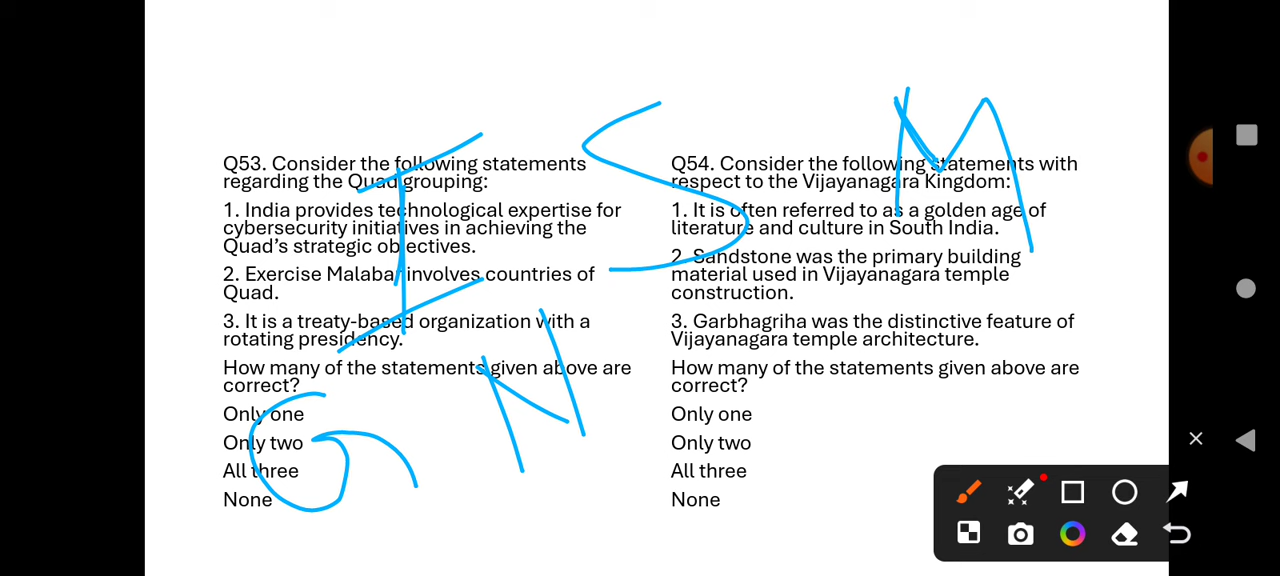 Q53. Consider the following statements
regarding the Quad grouping:
1. India provides technological expertise for
cybersecurity initiatives in achieving the
Quad’s strategic objectives.
2. Exercise Malabar involves countries of
Quad.
3. It is a treaty-based organization with a
rotating presidency.
How many of the statements given above are
correct?
Only one
Only two
All three
None
Q54. Consider the following statements with
respect to the Vijayanagara Kingdom:
1. It is often referred to as a golden age of
literature and culture in South India.
2. Sandstone was the primary building
material used in Vijayanagara temple
construction.
3. Garbhagriha was the distinctive feature of
Vijayanagara temple architecture.
How many of the statements given above are
correct?
Only one
Only two
All three
None
I S M
G N